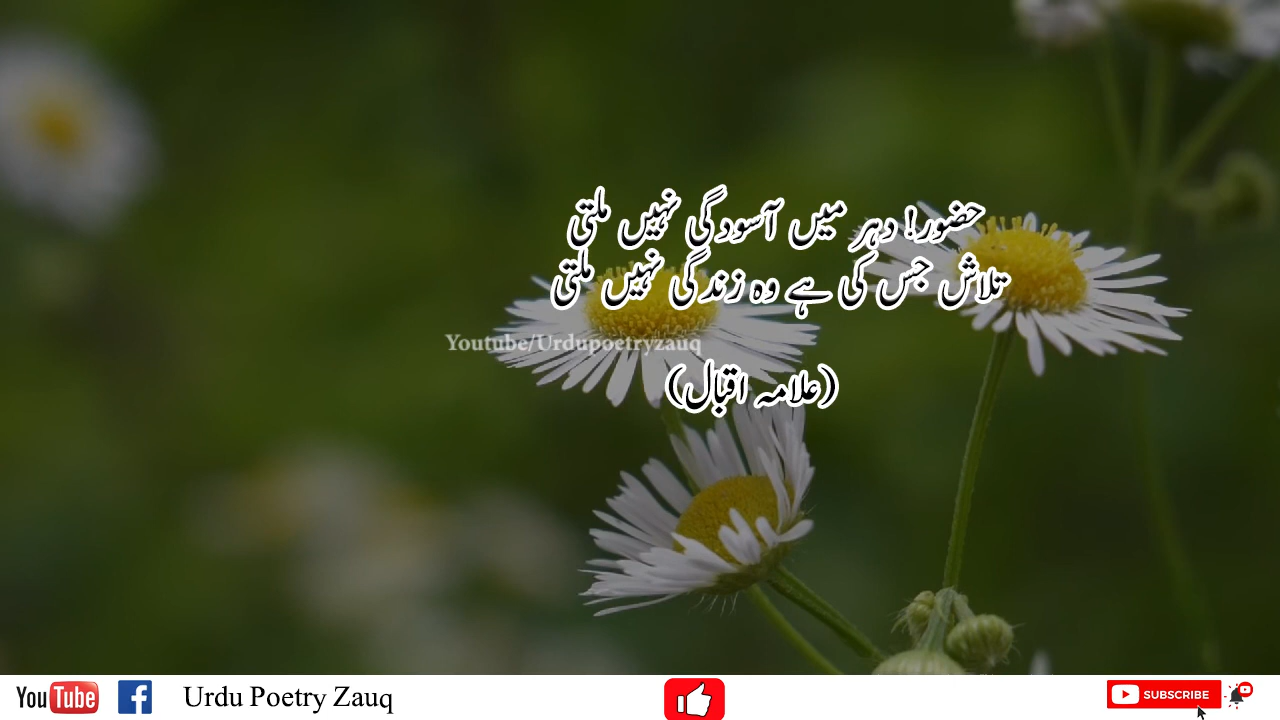 حضور! دہر میں آسودگی نہیں ملتی
تلاش جس کی ہے وہ زندگی نہیں ملتی
Youtube/Urdupoetryzauq
(علامہ اقبال)
YouTube
Urdu Poetry Zauq
SUBSCRIBE